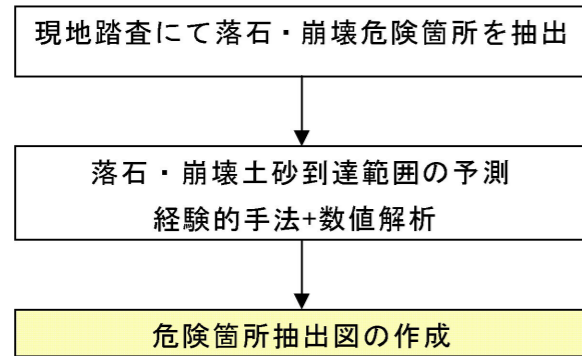 現地踏査にて落石・崩壊危険箇所を抽出
落石・崩壊土砂到達範囲の予測
経験的手法+数値解析
危険箇所抽出図の作成